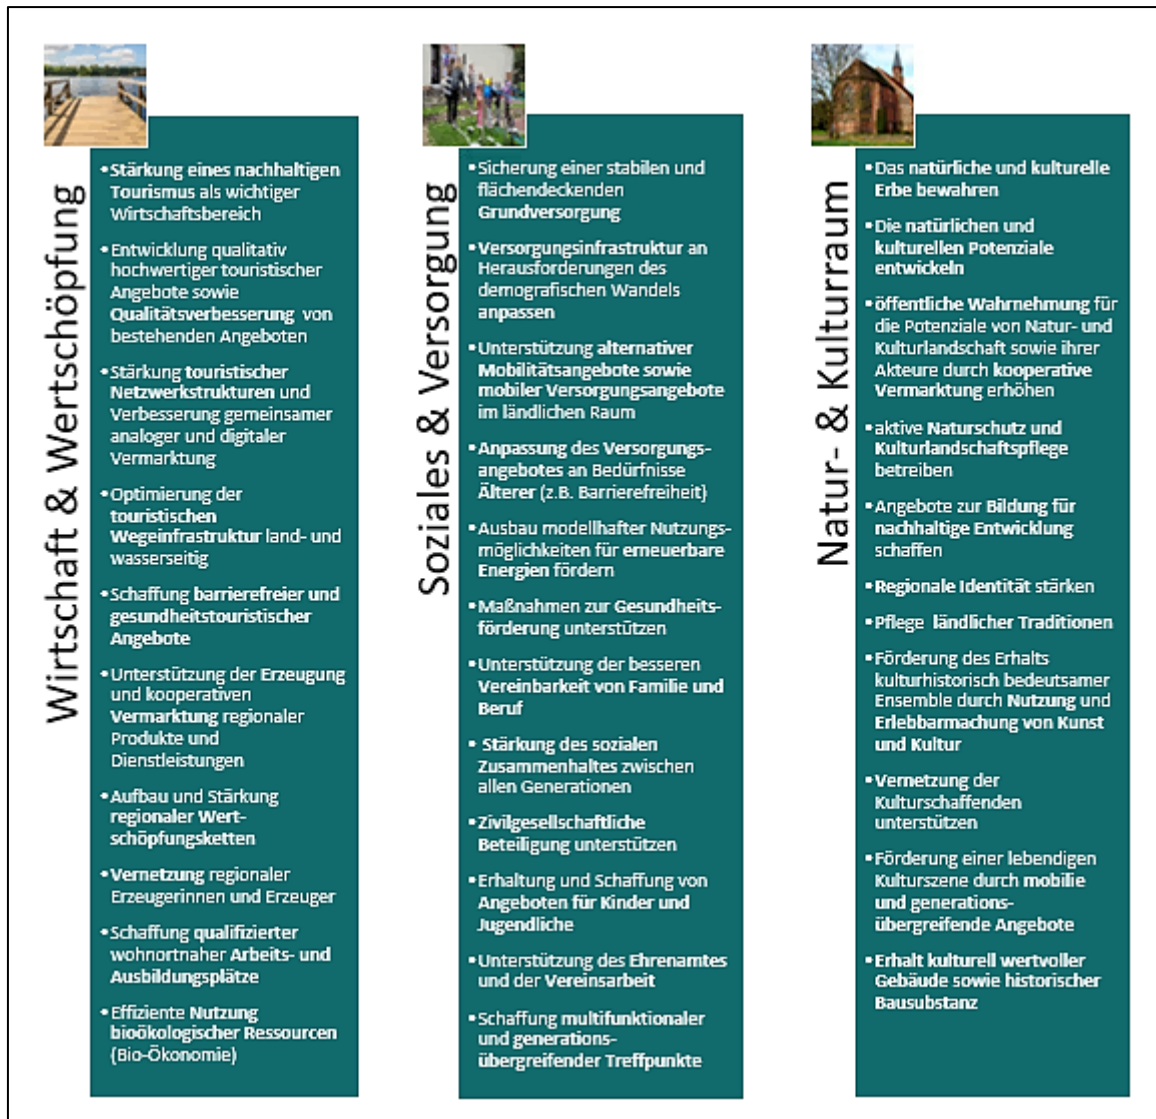 Wirtschaft & Wertschöpfung
•Stärkung eines nachhaltigen
Tourismus als wichtiger
Wirtschaftsbereich
•Entwicklung qualitativ
hochwertiger touristischer
Angebote sowie
Qualitätsverbesserung von
bestehenden Angeboten
•Stärkung touristischer
Netzwerkstrukturen und
Verbesserung gemeinsamer
analoger und digitaler
Vermarktung
•Optimierung der
touristischen
Wegeinfrastruktur land- und
wasserseitig
•Schaffung barrierefreier und
gesundheitstouristischer
Angebote
•Unterstützung der Erzeugung
und kooperativen
Vermarktung regionaler
Produkte und
Dienstleistungen
•Aufbau und Stärkung
regionaler Wert-
schöpfungsketten
•Vernetzung regionaler
Erzeugerinnen und Erzeuger
•Schaffung qualifizierter
wohnortnaher Arbeits- und
Ausbildungsplätze
•Effiziente Nutzung
bioökologischer Ressourcen
(Bio-Ökonomie)
Soziales & Versorgung
•Sicherung einer stabilen und
flächendeckenden
Grundversorgung
•Versorgungsinfrastruktur an
Herausforderungen des
demografischen Wandels
anpassen
•Unterstützung alternativer
Mobilitätsangebote sowie
mobiler Versorgungsangebote
im ländlichen Raum
•Anpassung des Versorgungs-
angebotes an Bedürfnisse
Älterer (z.B. Barrierefreiheit)
•Ausbau modellhafter Nutzungs-
möglichkeiten für erneuerbare
Energien fördern
•Maßnahmen zur Gesundheits-
förderung unterstützen
•Unterstützung der besseren
Vereinbarkeit von Familie und
Beruf
• Stärkung des sozialen
Zusammenhaltes zwischen
allen Generationen
•Zivilgesellschaftliche
Beteiligung unterstützen
•Erhaltung und Schaffung von
Angeboten für Kinder und
Jugendliche
•Unterstützung des Ehrenamtes
und der Vereinsarbeit
•Schaffung multifunktionaler
und generations-
übergreifender Treffpunkte
Natur- & Kulturraum
•Das natürliche und kulturelle
Erbe bewahren
•Die natürlichen und
kulturellen Potenziale
entwickeln
•öffentliche Wahrnehmung für
die Potenziale von Natur- und
Kulturlandschaft sowie ihrer
Akteure durch kooperative
Vermarktung erhöhen
•aktive Naturschutz und
Kulturlandschaftspflege
betreiben
•Angebote zur Bildung für
nachhaltige Entwicklung
schaffen
•Regionale Identität stärken
•Pflege ländlicher Traditionen
•Förderung des Erhalts
kulturhistorisch bedeutsamer
Ensemble durch Nutzung und
Erlebbarmachung von Kunst
und Kultur
•Vernetzung der
Kulturschaffenden
unterstützen
•Förderung einer lebendigen
Kulturszene durch mobilie
und generations-
übergreifende Angebote
•Erhalt kulturell wertvoller
Gebäude sowie historischer
Bausubstanz